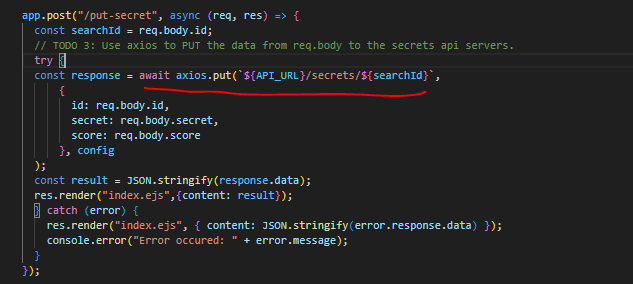 app.post("/put-secret", async (req, res) => {
const searchId = req.body.id;
// TODO 3: Use axios to PUT the data from req.body to the secrets api servers.
try {
const response = await axios.put(`${API_URL}/secrets/${searchId}`,
{
id: req.body.id,
secret: req.body.secret,
score: req.body.score
}, config
);
const result = JSON.stringify(response.data);
res.render("index.ejs",{content: result});
} catch (error) {
res.render("index.ejs", { content: JSON.stringify(error.response.data) });
console.error("Error occured: " + error.message);
}
});